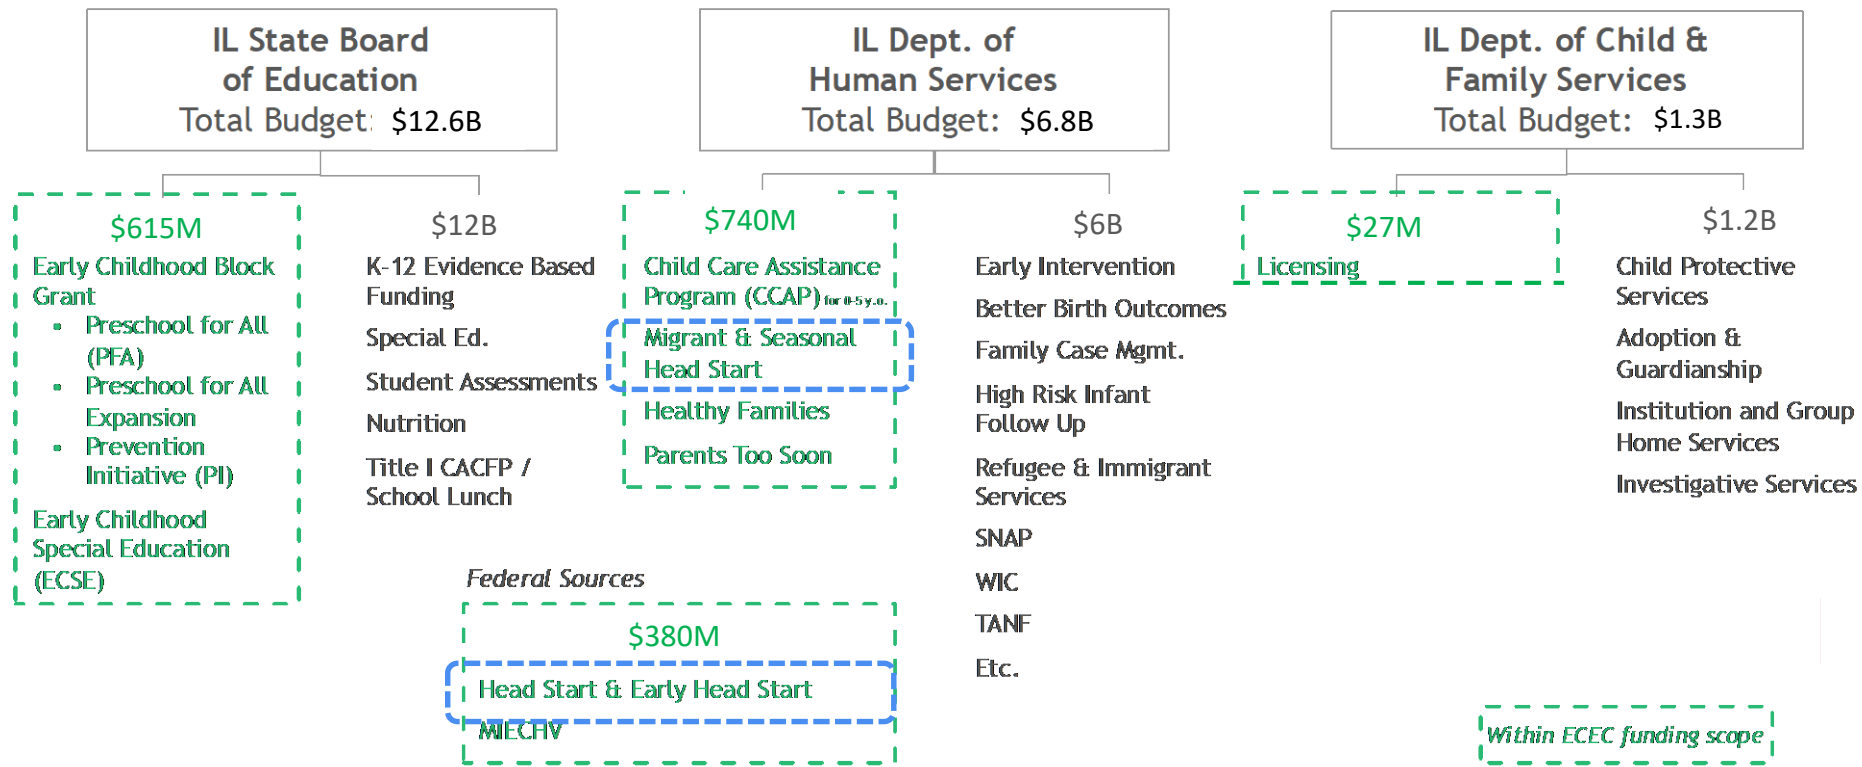 IL State Board
of Education
Total Budget: $12.6B
$615M
Early Childhood Block
Grant
▪ Preschool for All
(PFA)
▪ Preschool for All
Expansion
▪ Prevention
Initiative (PI)
Early Childhood
Special Education
(ECSE)
$12B
K-12 Evidence Based
Funding
Special Ed.
Student Assessments
Nutrition
Title I CACFP /
School Lunch
IL Dept. of
Human Services
Total Budget: $6.8B
$740M
Child Care Assistance
Program (CCAP) for 0-5 y.o.
Migrant & Seasonal
Head Start
Healthy Families
Parents Too Soon
$6B
Early Intervention
Better Birth Outcomes
Family Case Mgmt.
High Risk Infant
Follow Up
Refugee & Immigrant
Services
SNAP
WIC
TANF
Etc.
IL Dept. of Child &
Family Services
Total Budget: $1.3B
$27M
Licensing
$1.2B
Child Protective
Services
Adoption &
Guardianship
Institution and Group
Home Services
Investigative Services
Federal Sources
$380M
Head Start & Early Head Start
MIECHV
Within ECEC funding scope